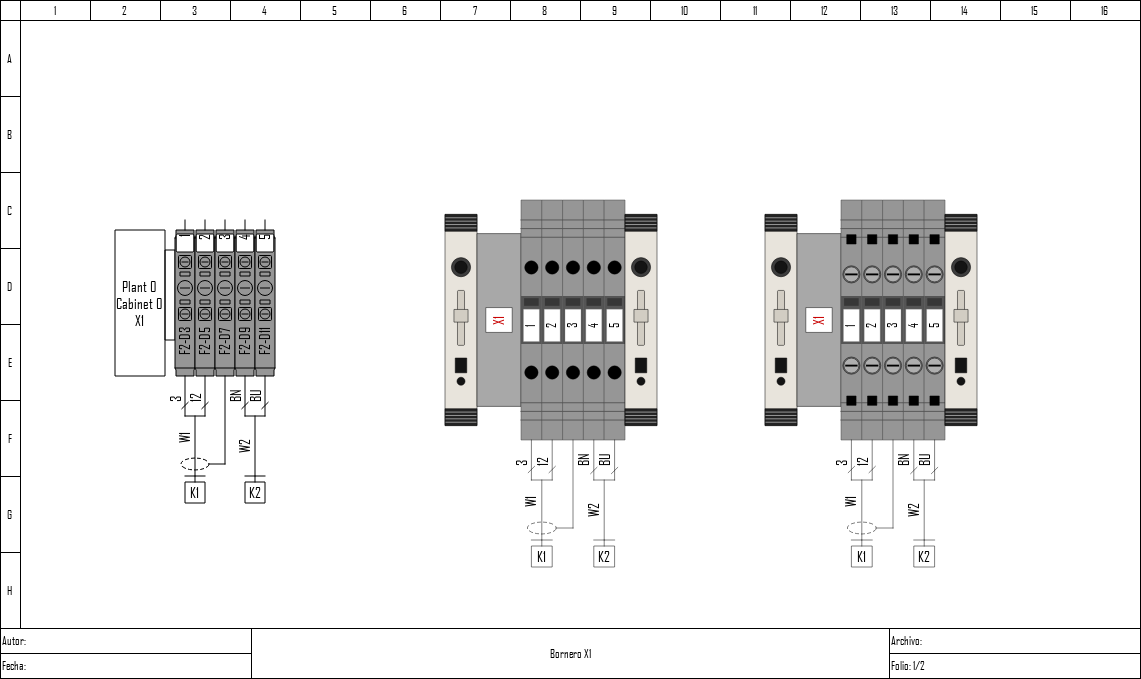 1 2 3 4 5 6 7 8 9 10 11 12 13 14 15 16
A
B
C
D
E
F
G
H
Plant 0
Cabinet 0
X1
1 2 3 4 5
F2-D3 F2-D5 F2-D7 F2-D9 F2-D11
3 12 BN BU
W1 W2
K1 K2
X1
1 2 3 4 5
3 12 BN BU
W1 W2
K1 K2
X1
1 2 3 4 5
3 12 BN BU
W1 W2
K1 K2
Autor:
Fecha:
Bornero X1
Archivo:
Folio: 1/2